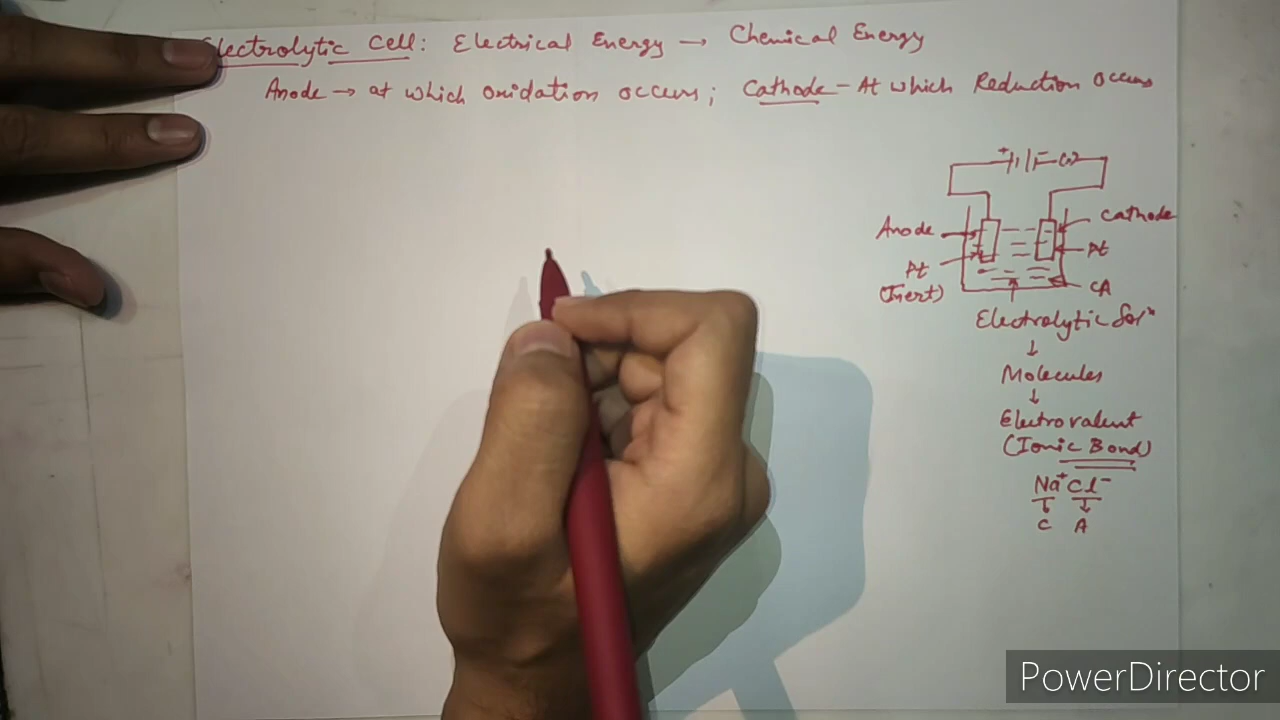 Electrolytic Cell: Electrical Energy → Chemical Energy
Anode → at which oxidation occurs; Cathode - At which Reduction occurs
+ -
Anode
Cathode
Pt
Pt
(Inert)
CA
Electrolytic Solⁿ
↓
Molecules
↓
Electrovalent
(Ionic Bond)
Na⁺Cl⁻
↓ ↓
C A
PowerDirector